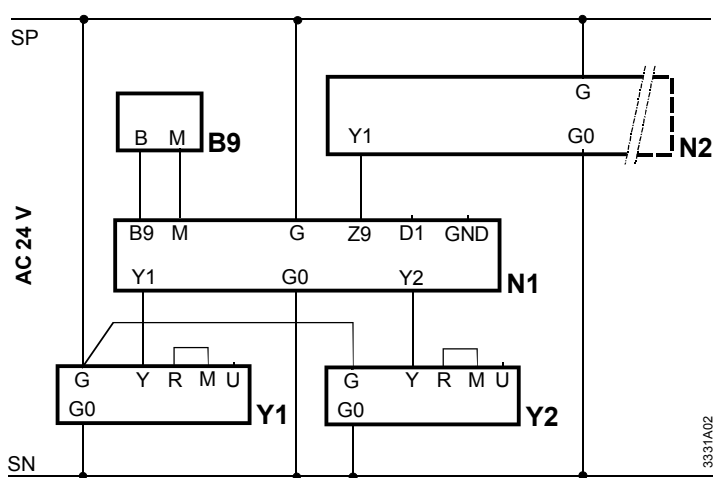 SP
G
B M B9
Y1 G0 N2
AC 24 V
B9 M G Z9 D1 GND
Y1 G0 Y2 N1
G Y R M U
G0 Y1
G Y R M U
G0 Y2
SN
3331A02